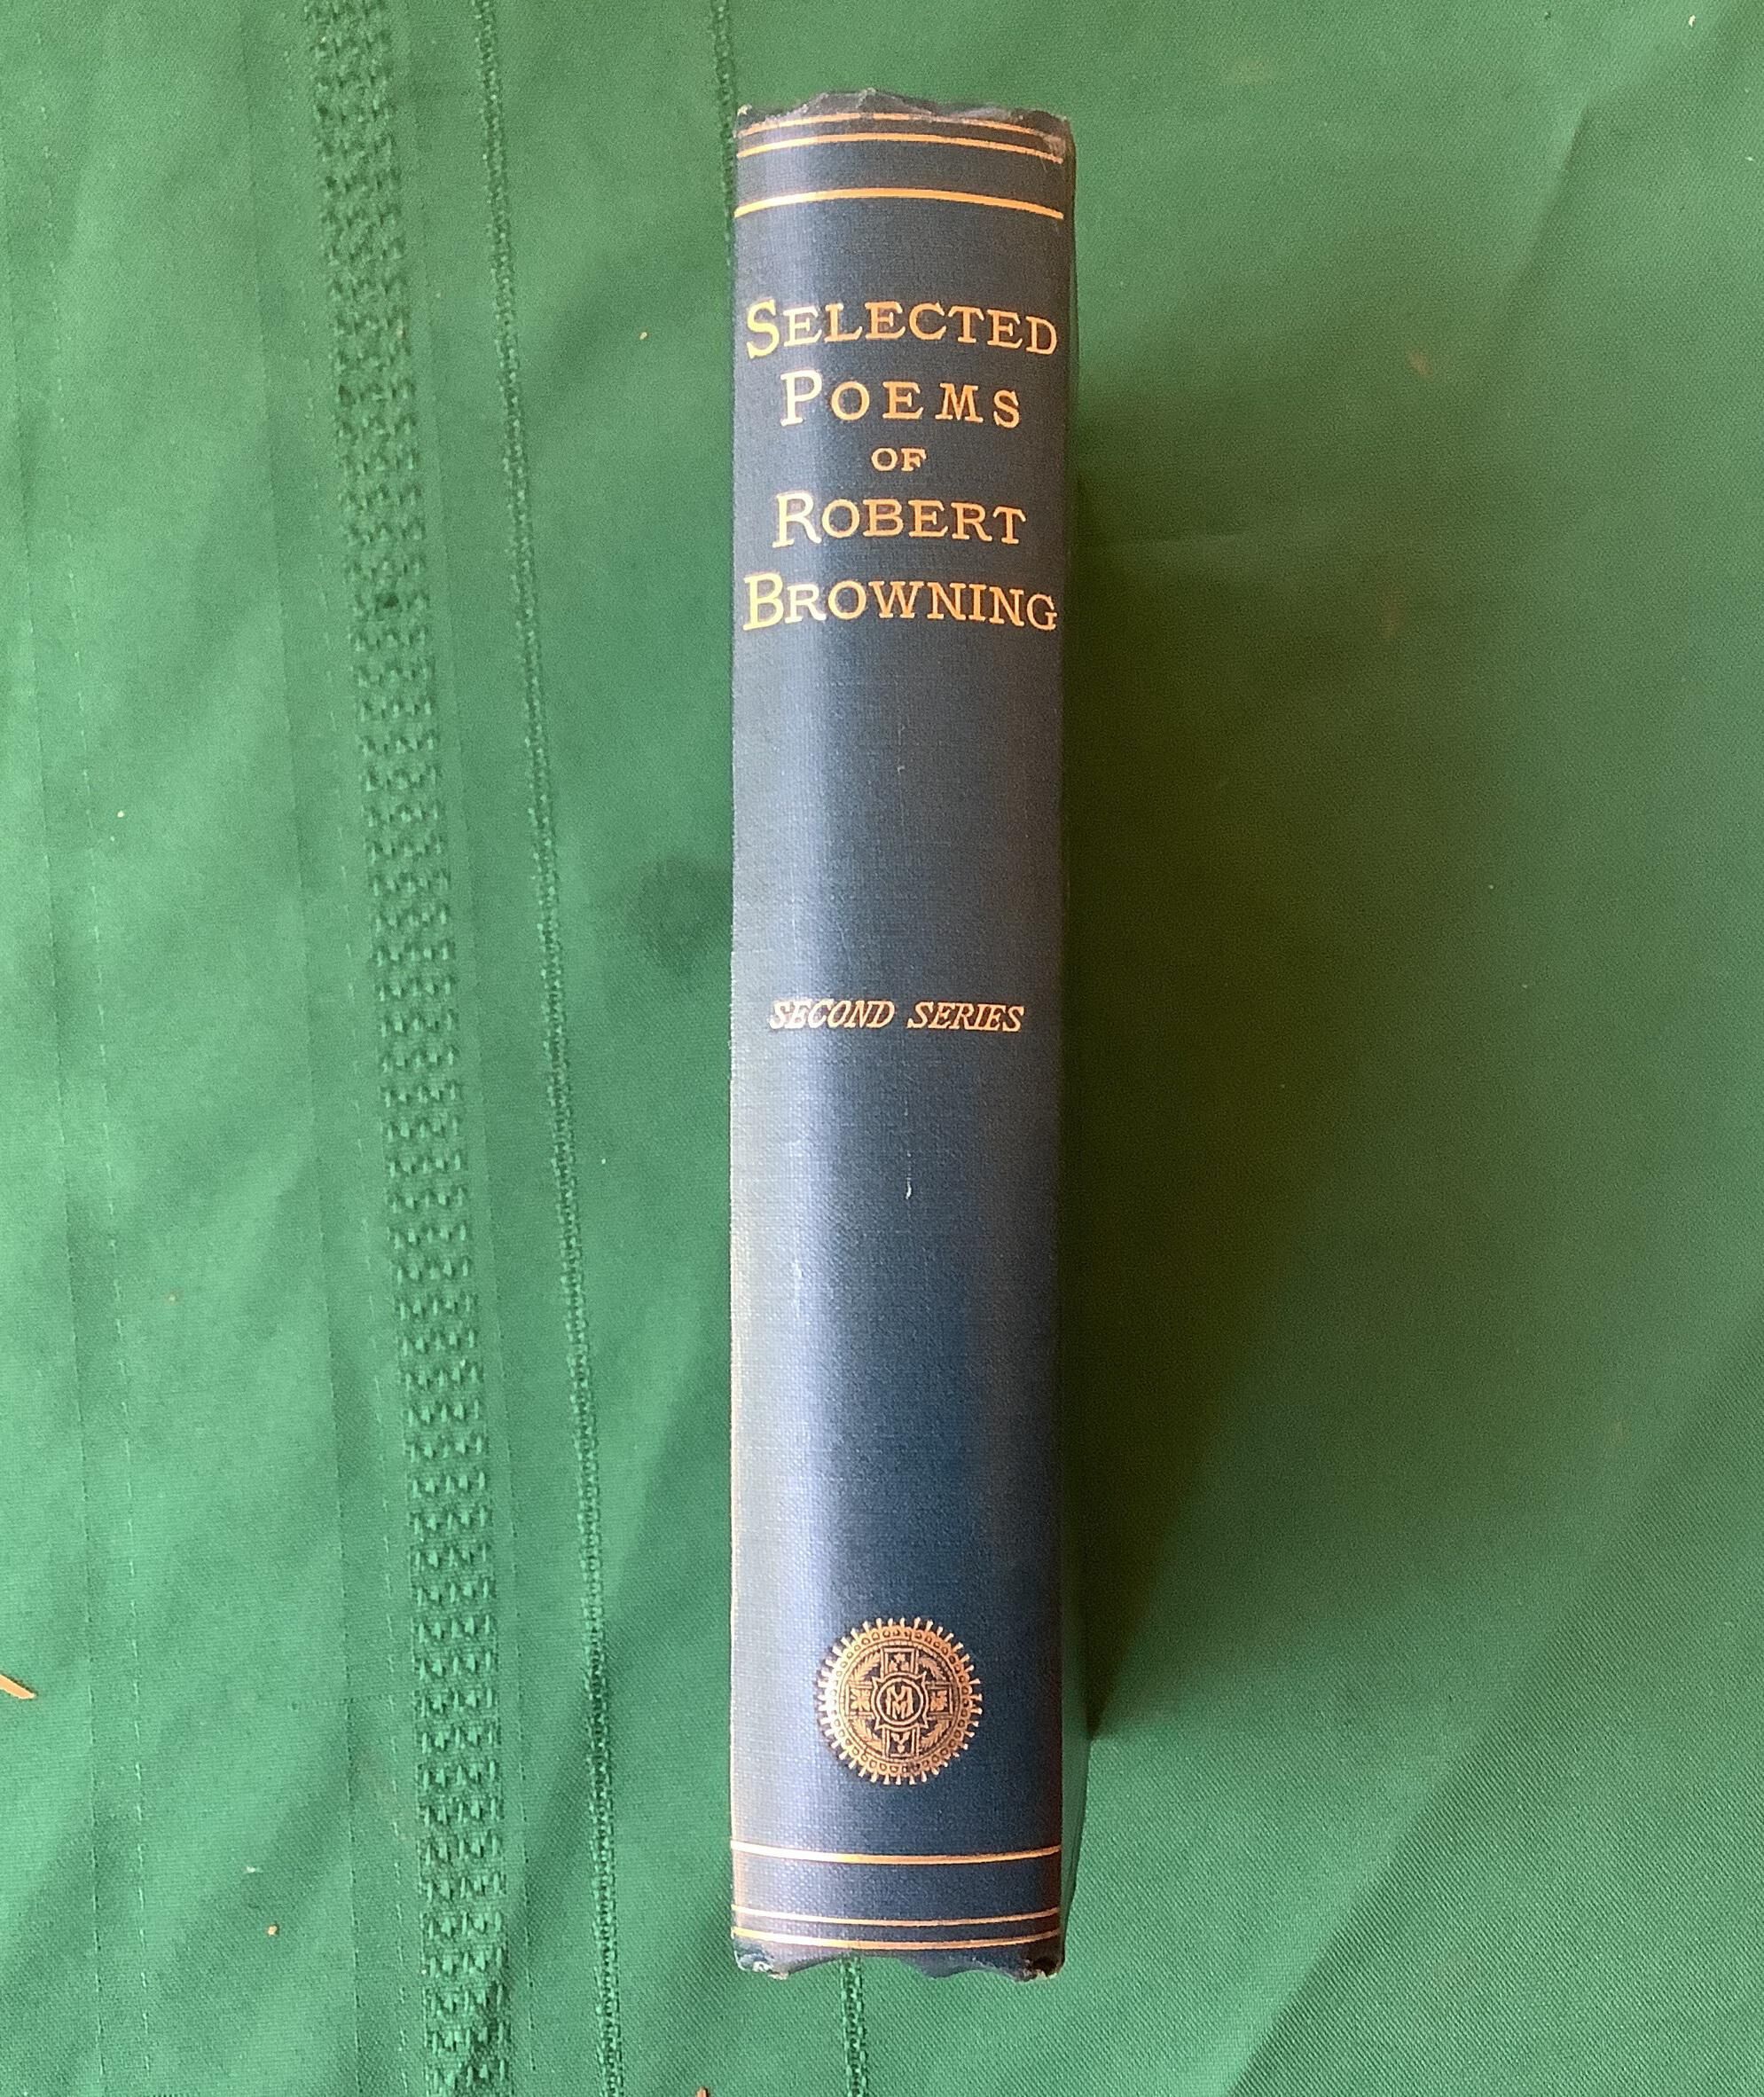 SELECTED
POEMS
OF
ROBERT
BROWNING
SECOND SERIES